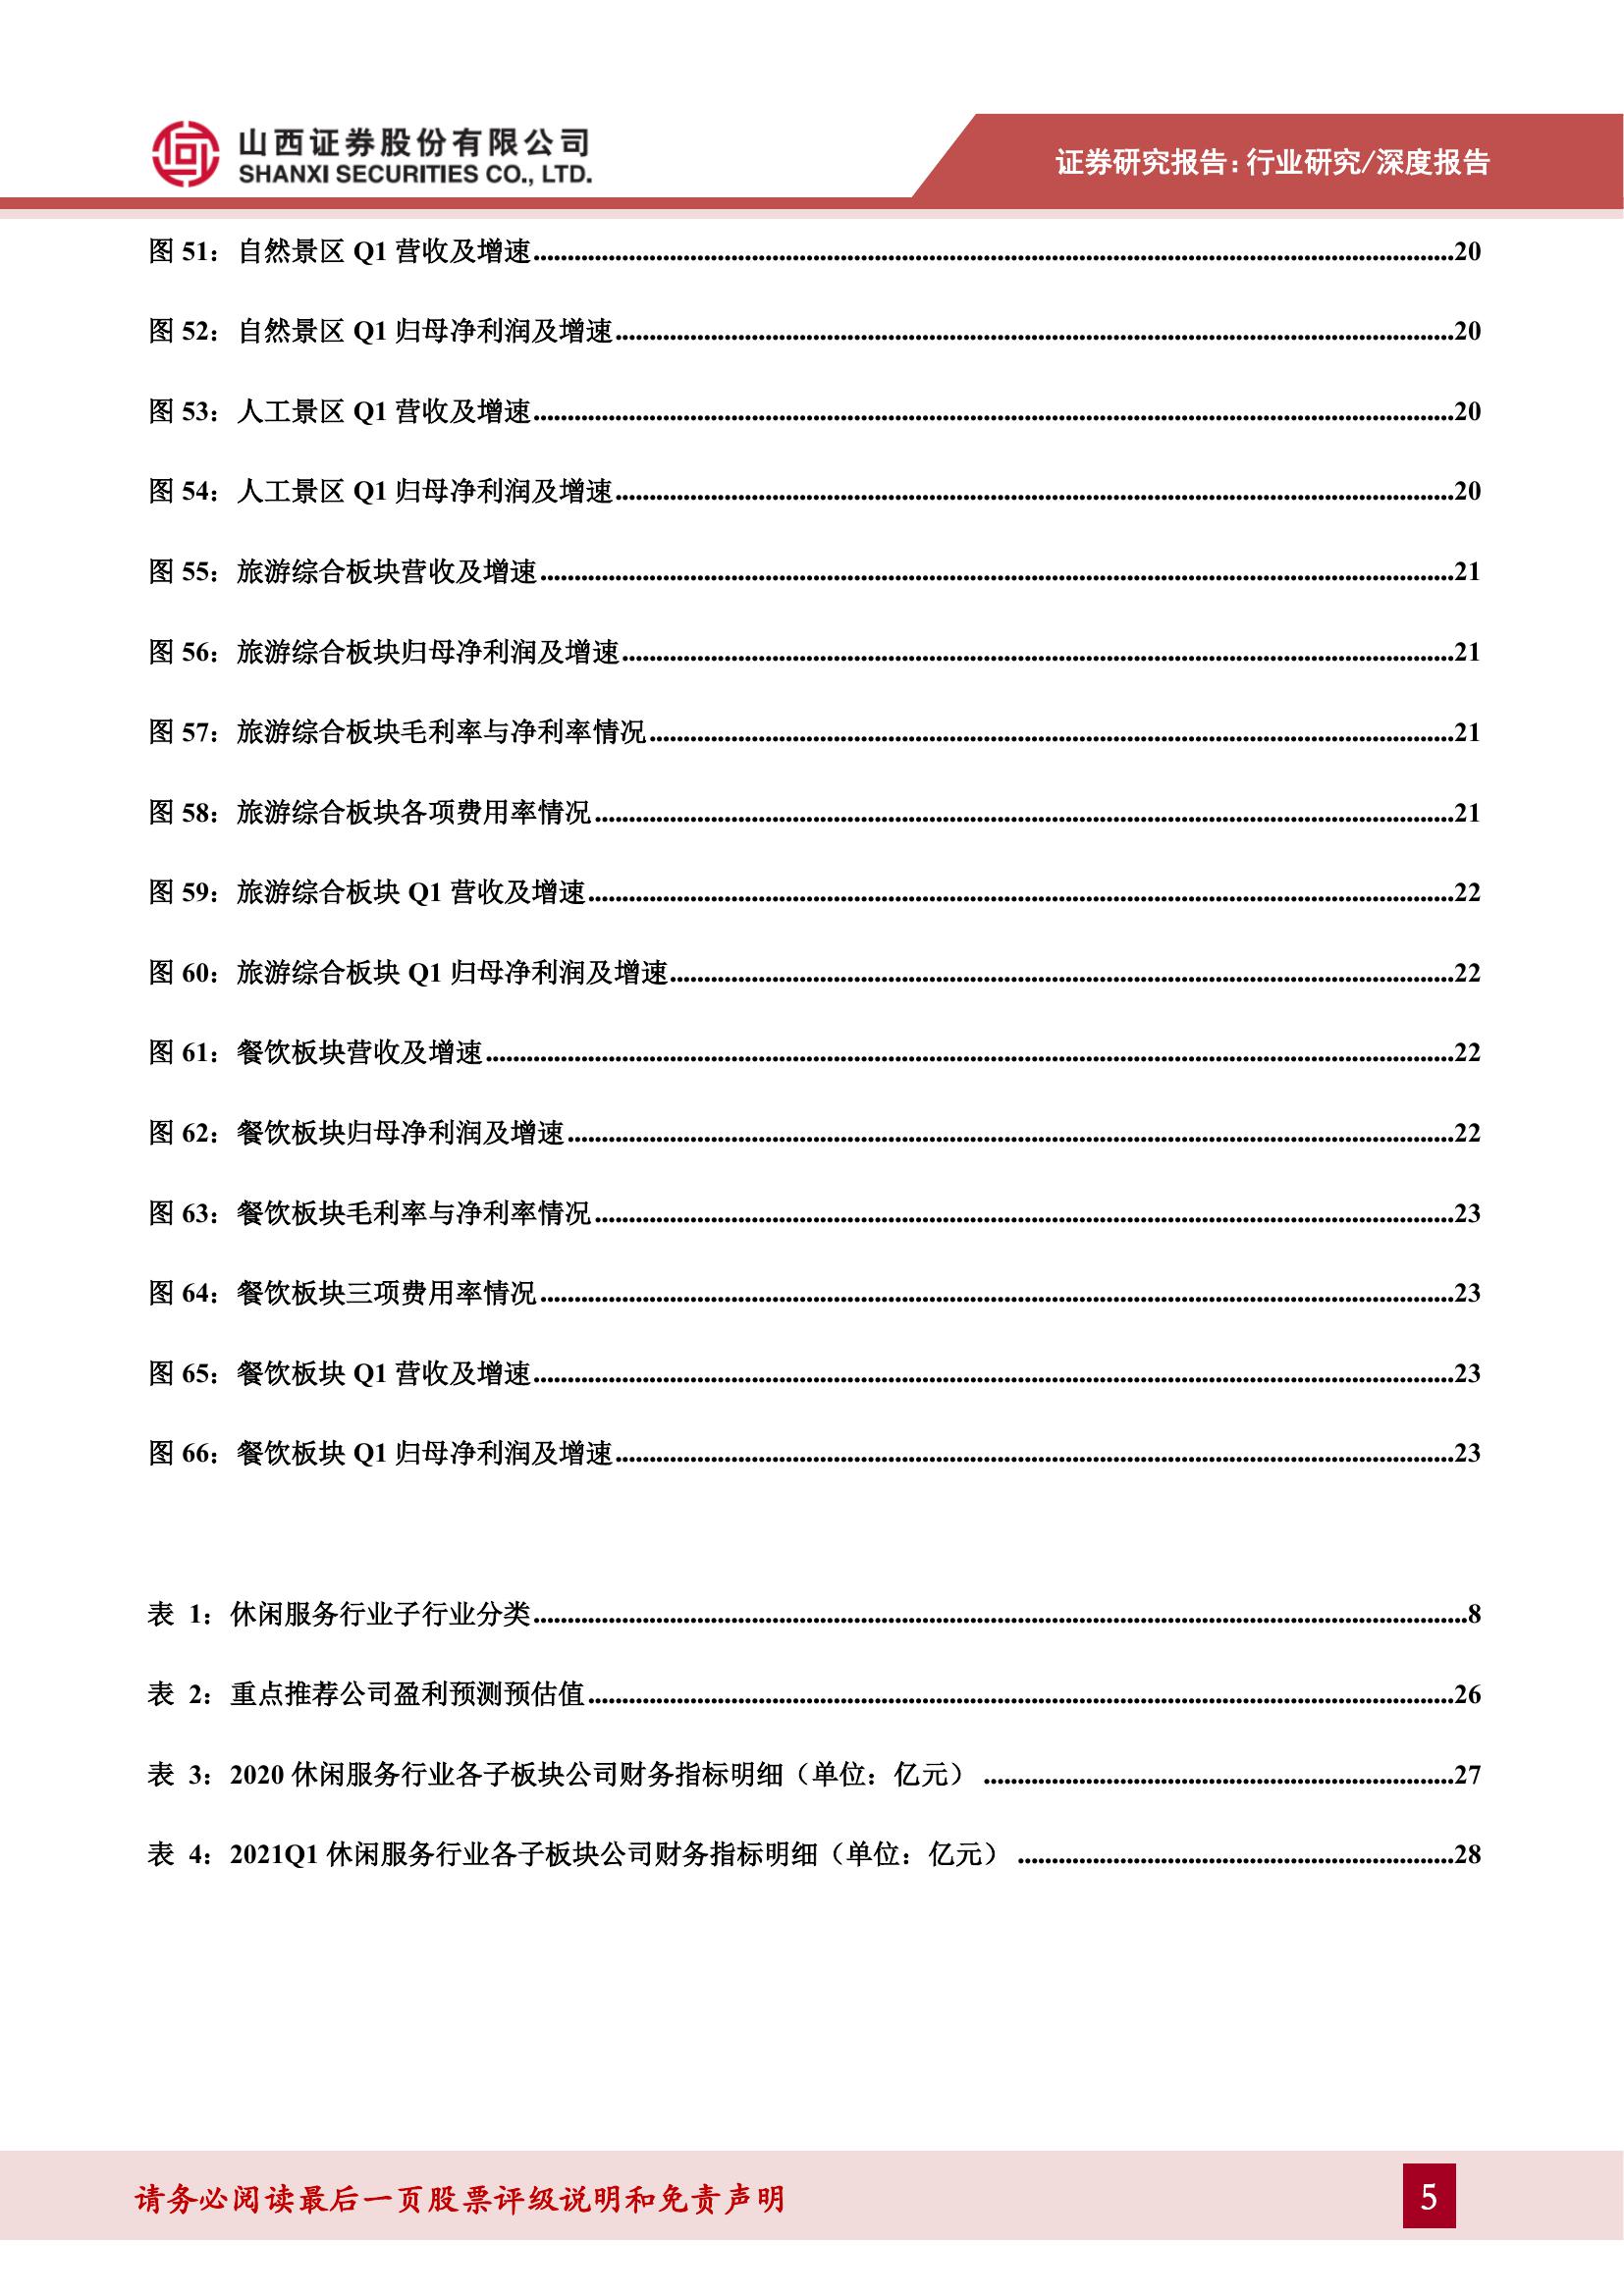 山西证券股份有限公司
SHANXI SECURITIES CO., LTD.
证券研究报告：行业研究/深度报告
图 51：自然景区 Q1 营收及增速........20
图 52：自然景区 Q1 归母净利润及增速........20
图 53：人工景区 Q1 营收及增速........20
图 54：人工景区 Q1 归母净利润及增速........20
图 55：旅游综合板块营收及增速........21
图 56：旅游综合板块归母净利润及增速........21
图 57：旅游综合板块毛利率与净利率情况........21
图 58：旅游综合板块各项费用率情况........21
图 59：旅游综合板块 Q1 营收及增速........22
图 60：旅游综合板块 Q1 归母净利润及增速........22
图 61：餐饮板块营收及增速........22
图 62：餐饮板块归母净利润及增速........22
图 63：餐饮板块毛利率与净利率情况........23
图 64：餐饮板块三项费用率情况........23
图 65：餐饮板块 Q1 营收及增速........23
图 66：餐饮板块 Q1 归母净利润及增速........23
表 1：休闲服务行业子行业分类........8
表 2：重点推荐公司盈利预测预估值........26
表 3：2020 休闲服务行业各子板块公司财务指标明细（单位：亿元）........27
表 4：2021Q1 休闲服务行业各子板块公司财务指标明细（单位：亿元）........28
请务必阅读最后一页股票评级说明和免责声明
5